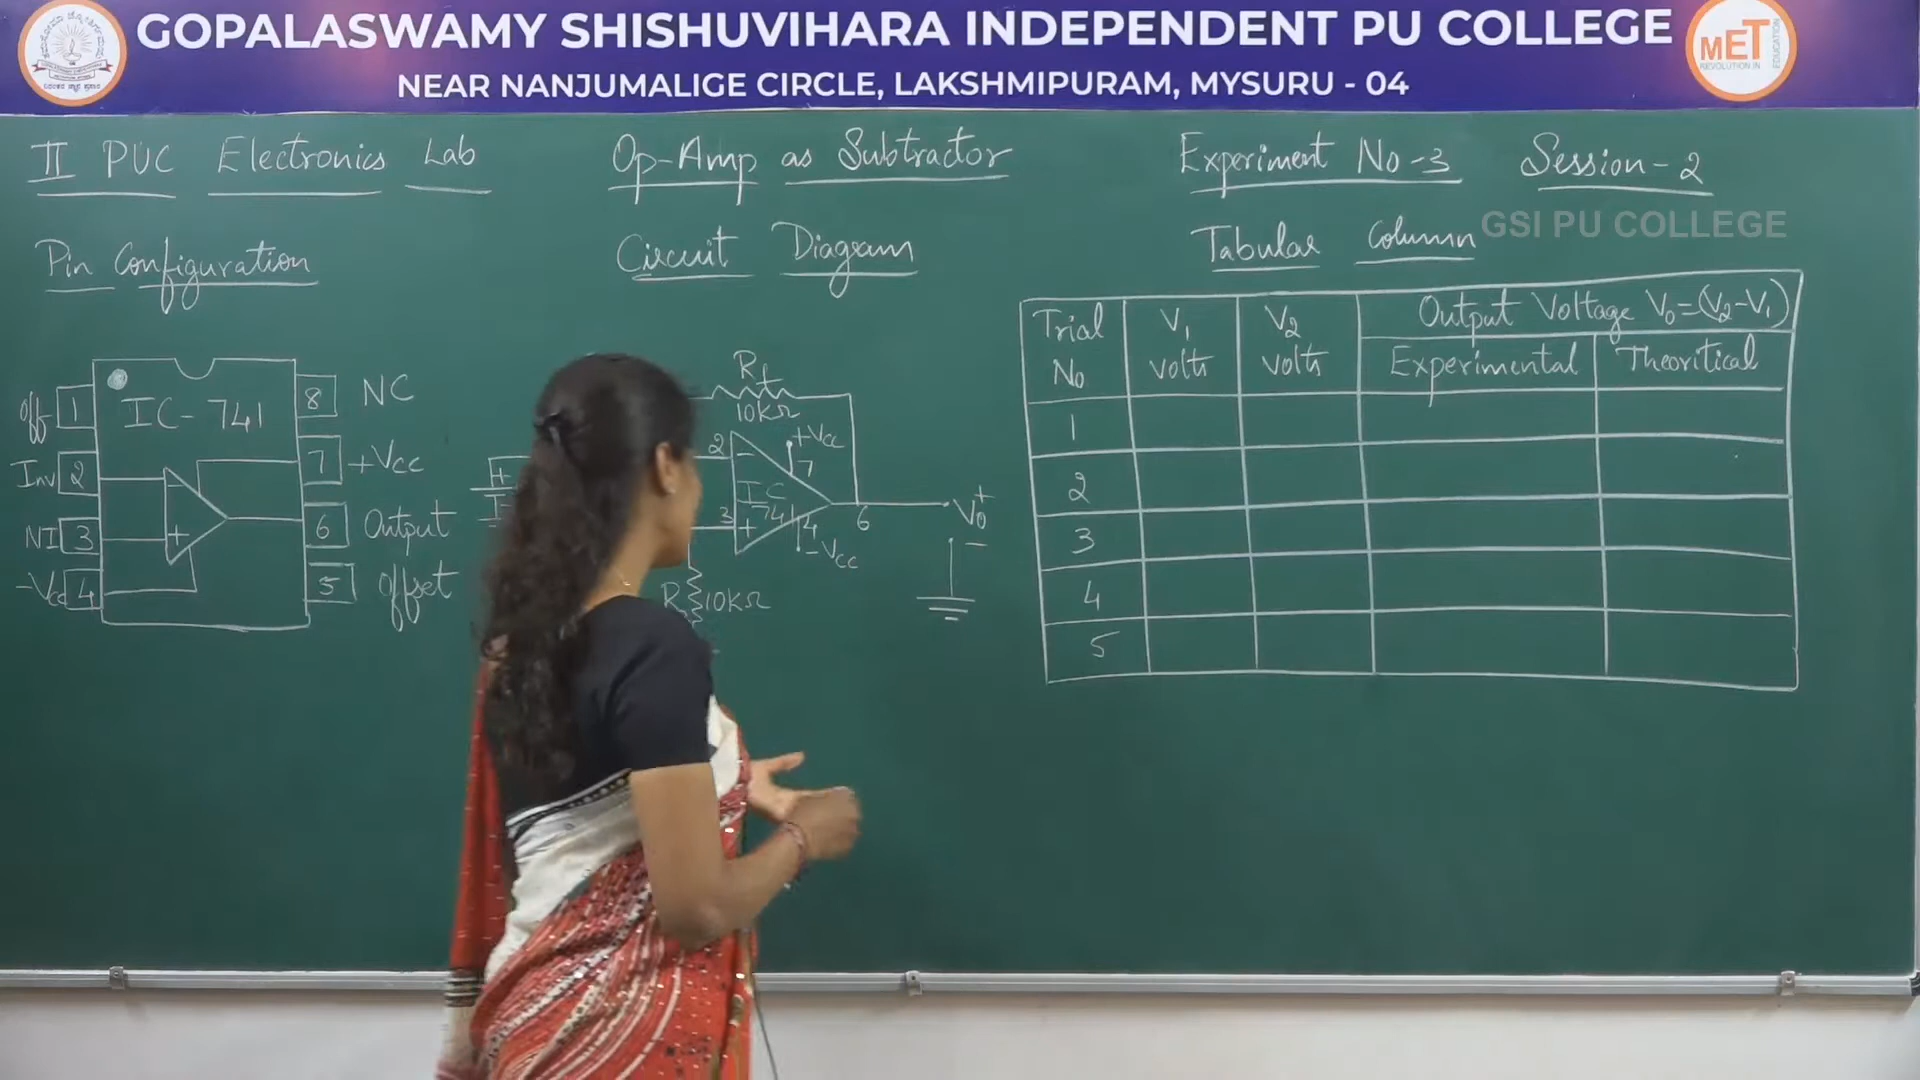 GOPALASWAMY SHISHUVIHARA INDEPENDENT PU COLLEGE
NEAR NANJUMALIGE CIRCLE, LAKSHMIPURAM, MYSURU - 04
MET
REVOLUTION IN
EDUCATION
II PUC Electronics Lab
Op-Amp as Subtractor
Experiment No-3 Session-2
GSI PU COLLEGE
Pin Configuration
IC-741
Off 1
Inv 2
NI 3
-Vcc 4
8 NC
7 +Vcc
6 Output
5 Offset
- +
Circuit Diagram
Rf
10KΩ
2 -
+Vcc
7
IC
741
3 +
4
-Vcc
6
+
V0
-
R 10KΩ
+
Tabular Column
Trial No
V1 volts
V2 volts
Output Voltage V0=(V2-V1)
Experimental
Theoritical
1
2
3
4
5